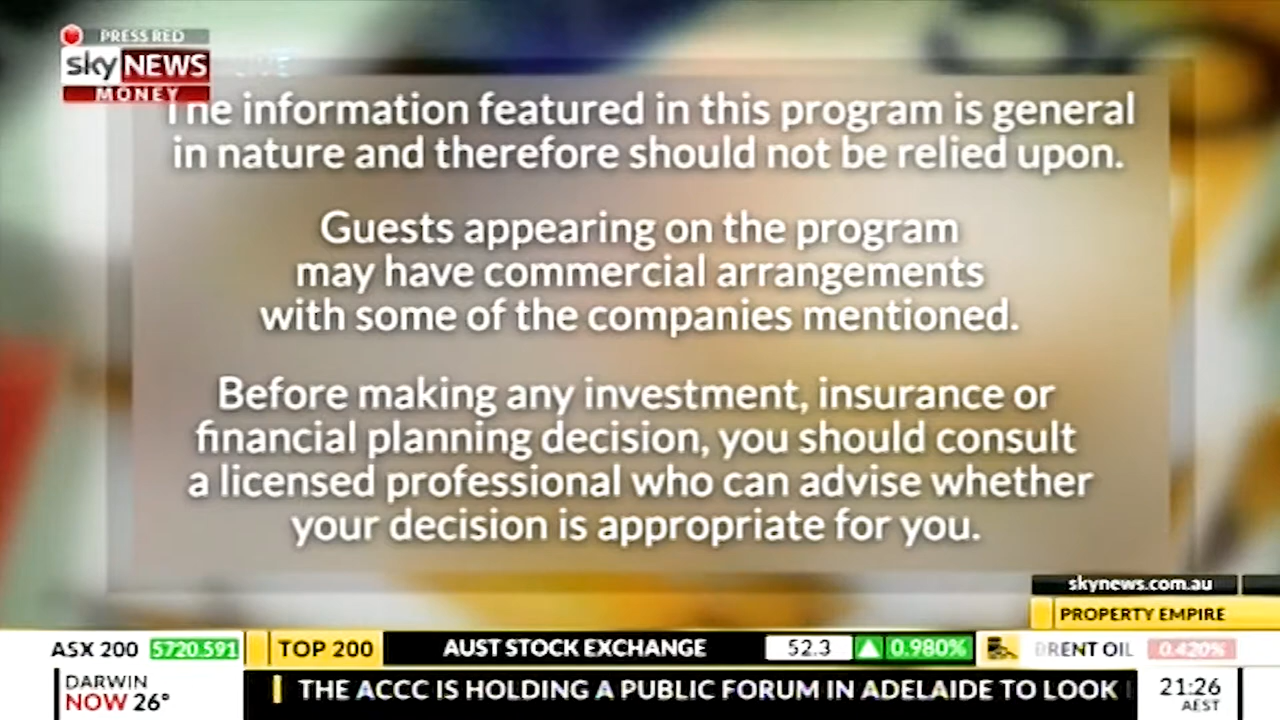 PRESS RED
sky NEWS
MONEY
The information featured in this program is general
in nature and therefore should not be relied upon.
Guests appearing on the program
may have commercial arrangements
with some of the companies mentioned.
Before making any investment, insurance or
financial planning decision, you should consult
a licensed professional who can advise whether
your decision is appropriate for you.
skynews.com.au
PROPERTY EMPIRE
ASX 200 5720.591 TOP 200 AUST STOCK EXCHANGE 52.3 0.980% BRENT OIL 0.420%
DARWIN
NOW 26°
THE ACCC IS HOLDING A PUBLIC FORUM IN ADELAIDE TO LOOK
21:26
AEST